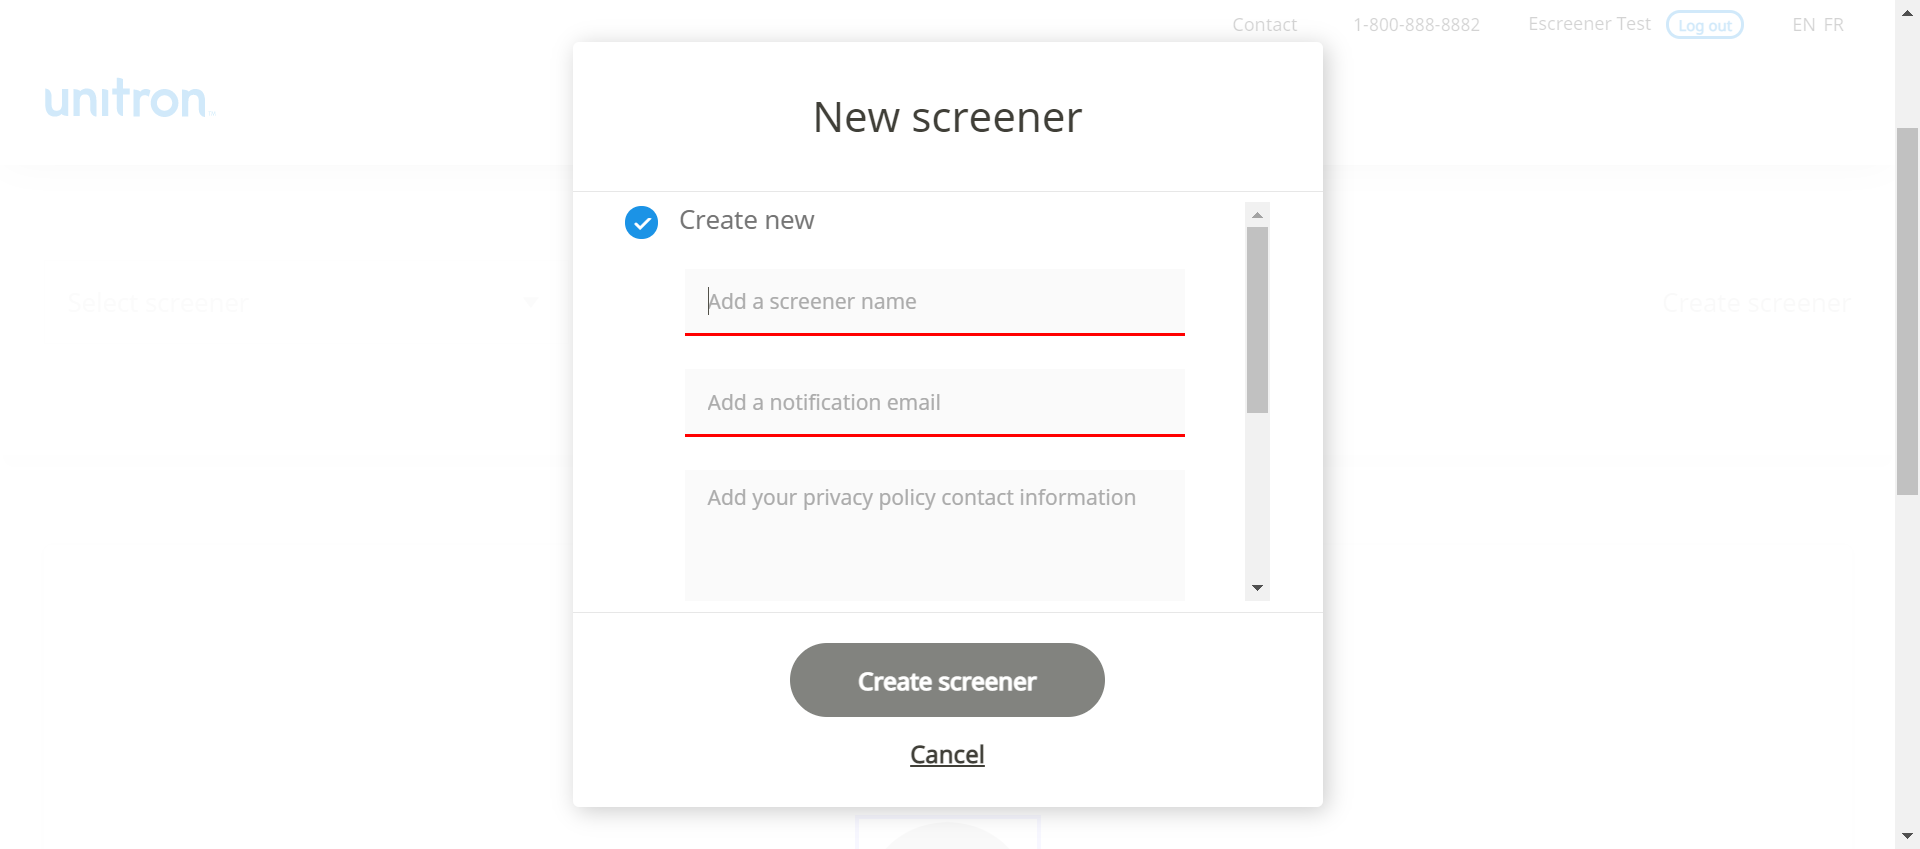 Contact 1-800-888-8882 Escreener Test Log out EN FR
unitron
New screener
Create new
Select screener
Create screener
Add a screener name
Add a notification email
Add your privacy policy contact information
Create screener
Cancel